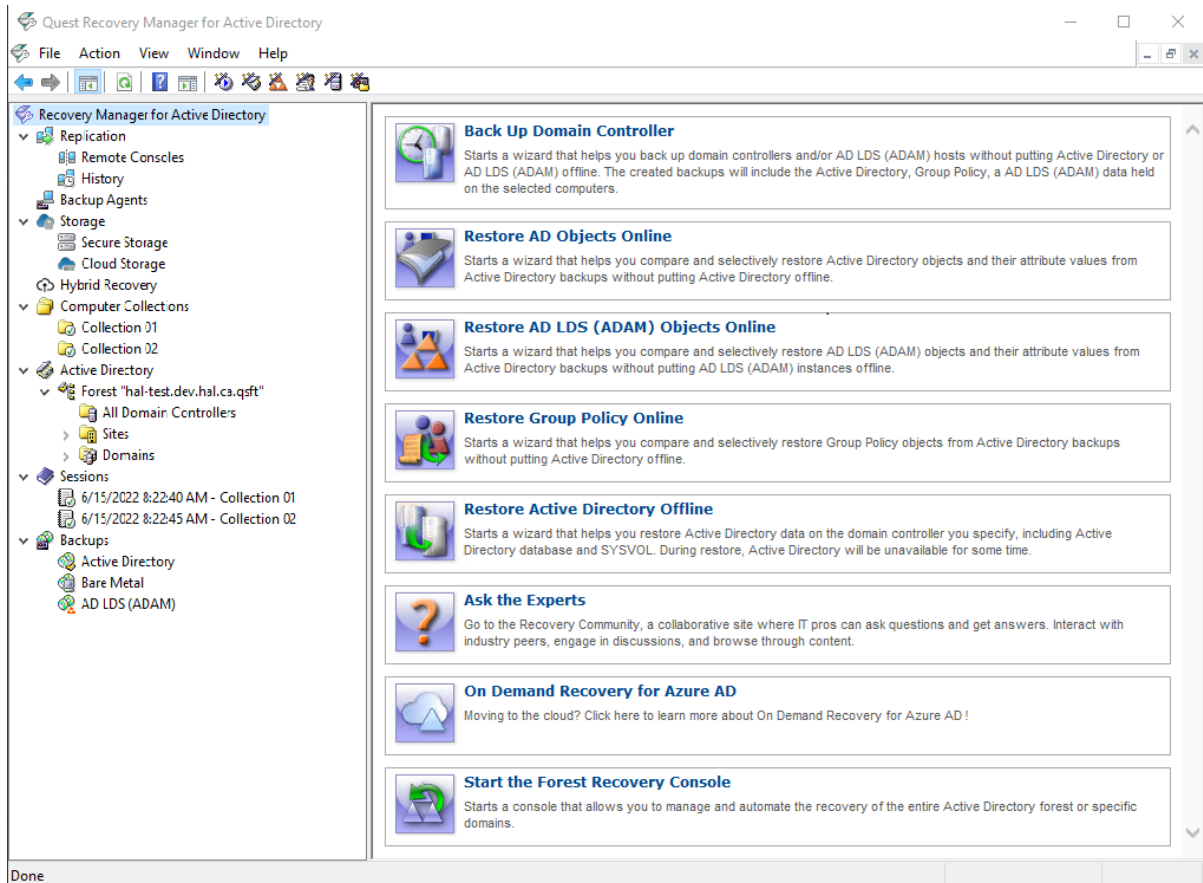 Quest Recovery Manager for Active Directory
File Action View Window Help
Recovery Manager for Active Directory
Replication
Remote Consoles
History
Backup Agents
Storage
Secure Storage
Cloud Storage
Hybrid Recovery
Computer Collections
Collection 01
Collection 02
Active Directory
Forest "hal-test.dev.hal.ca.qsft"
All Domain Controllers
Sites
Domains
Sessions
6/15/2022 8:22:40 AM - Collection 01
6/15/2022 8:22:45 AM - Collection 02
Backups
Active Directory
Bare Metal
AD LDS (ADAM)
Back Up Domain Controller
Starts a wizard that helps you back up domain controllers and/or AD LDS (ADAM) hosts without putting Active Directory or
AD LDS (ADAM) offline. The created backups will include the Active Directory, Group Policy, a AD LDS (ADAM) data held
on the selected computers.
Restore AD Objects Online
Starts a wizard that helps you compare and selectively restore Active Directory objects and their attribute values from
Active Directory backups without putting Active Directory offline.
Restore AD LDS (ADAM) Objects Online
Starts a wizard that helps you compare and selectively restore AD LDS (ADAM) objects and their attribute values from
Active Directory backups without putting AD LDS (ADAM) instances offline.
Restore Group Policy Online
Starts a wizard that helps you compare and selectively restore Group Policy objects from Active Directory backups
without putting Active Directory offline.
Restore Active Directory Offline
Starts a wizard that helps you restore Active Directory data on the domain controller you specify, including Active
Directory database and SYSVOL. During restore, Active Directory will be unavailable for some time.
Ask the Experts
Go to the Recovery Community, a collaborative site where IT pros can ask questions and get answers. Interact with
industry peers, engage in discussions, and browse through content.
On Demand Recovery for Azure AD
Moving to the cloud? Click here to learn more about On Demand Recovery for Azure AD !
Start the Forest Recovery Console
Starts a console that allows you to manage and automate the recovery of the entire Active Directory forest or specific
domains.
Done